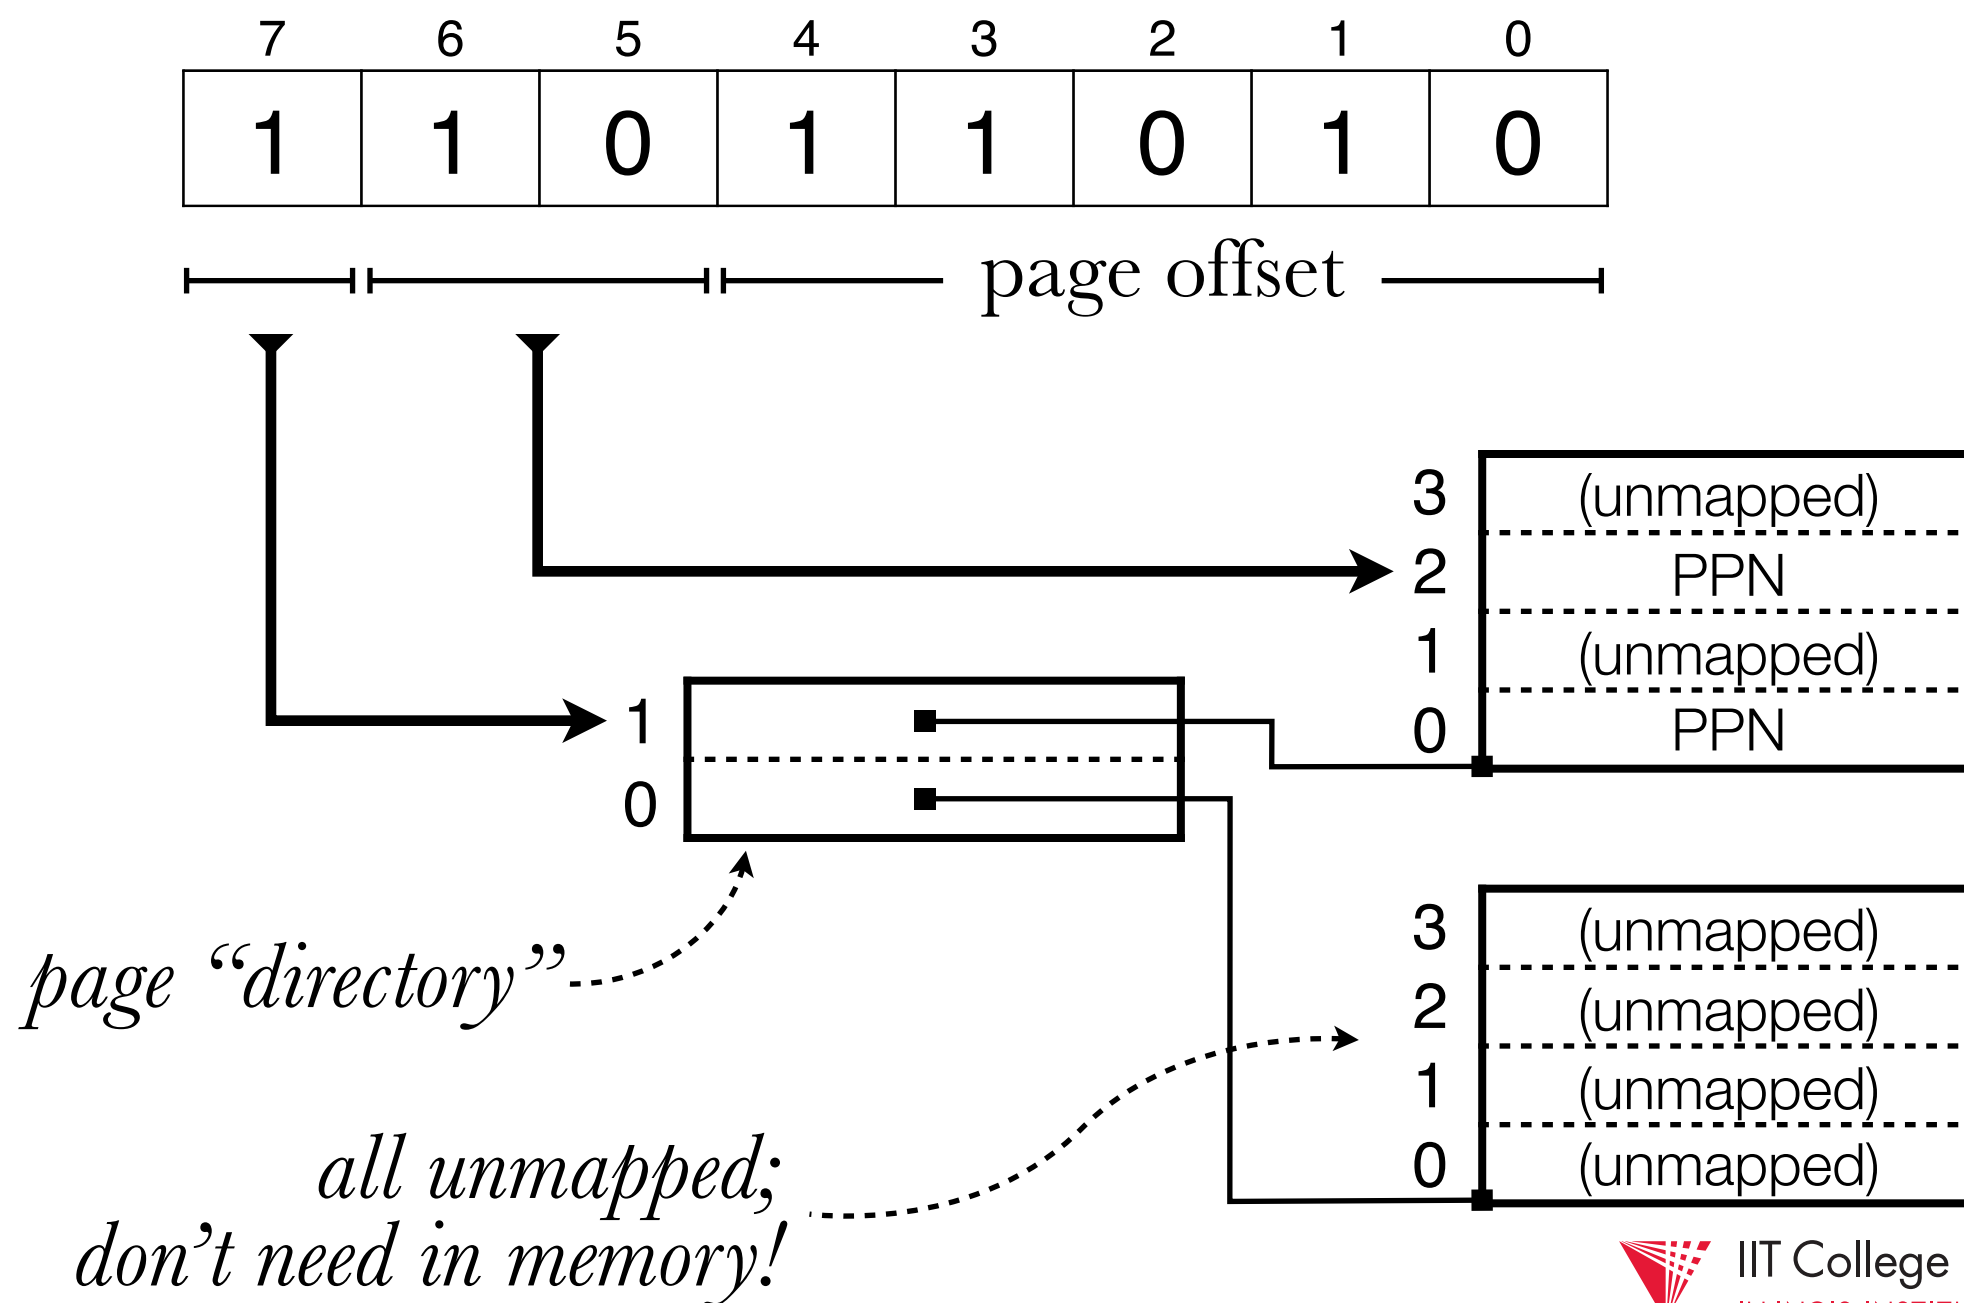 7 6 5 4 3 2 1 0
1 1 0 1 1 0 1 0
page offset
3 (unmapped)
2 PPN
1 (unmapped)
0 PPN
1
0
page “directory”
3 (unmapped)
2 (unmapped)
1 (unmapped)
0 (unmapped)
all unmapped;
don’t need in memory!
IIT College